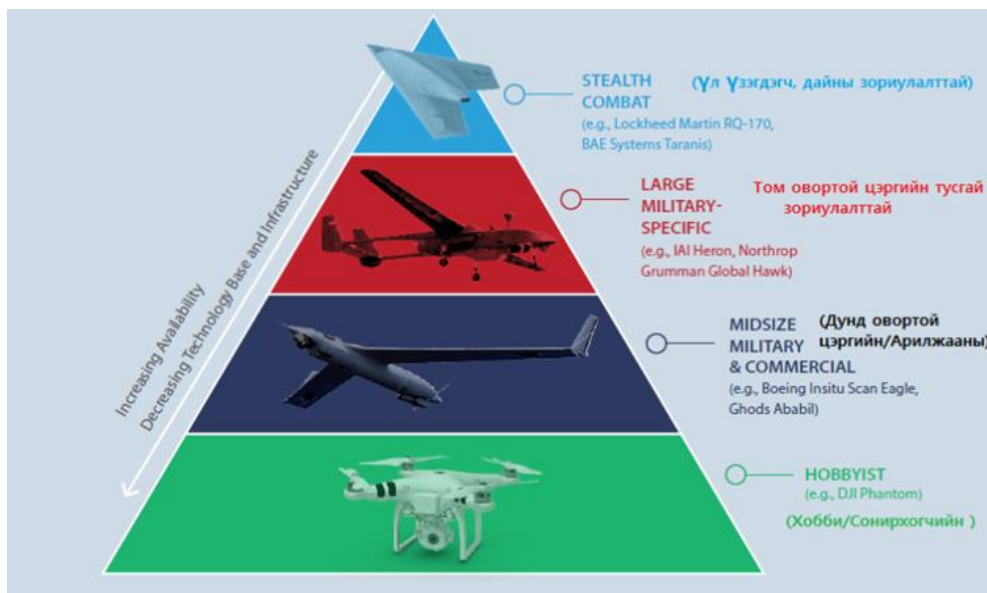 STEALTH
COMBAT
(Үл Үзэгдэгч, дайны зориулалттай)
(e.g., Lockheed Martin RQ-170,
BAE Systems Taranis)
LARGE
MILITARY-
SPECIFIC
Том овортой цэргийн тусгай
зориулалттай
(e.g., IAI Heron, Northrop
Grumman Global Hawk)
Increasing Availability
Decreasing Technology Base and Infrastructure
MIDSIZE
MILITARY
& COMMERCIAL
(Дунд овортой
цэргийн/Арилжааны)
(e.g., Boeing Insitu Scan Eagle,
Ghods Ababil)
HOBBYIST
(e.g., DJI Phantom)
(Хобби/Сонирхогчийн )